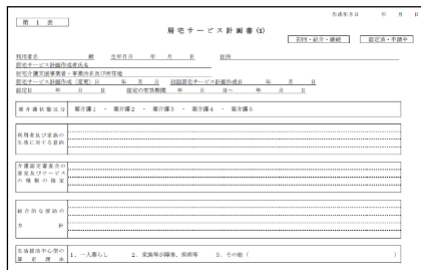 第 1 表
作成年月日 年 月 日
居宅サービス計画書(1)
初回・紹介・継続 認定済・申請中
利用者名 殿 生年月日 年 月 日 住所
居宅サービス計画作成者氏名
居宅介護支援事業者・事業所名及び所在地
居宅サービス計画作成(変更)日 年 月 日 初回居宅サービス計画作成日 年 月 日
認定日 年 月 日 認定の有効期間 年 月 日~ 年 月 日
要介護状態区分 要介護1 ・ 要介護2 ・ 要介護3 ・ 要介護4 ・ 要介護5
利用者及び家族の
生活に対する意向
介護認定審査会の
意見及びサービス
の種類の指定
総合的な援助の
方 針
生活援助中心型の
算定理由 1.一人暮らし 2.家族等が障害、疾病等 3.その他( )